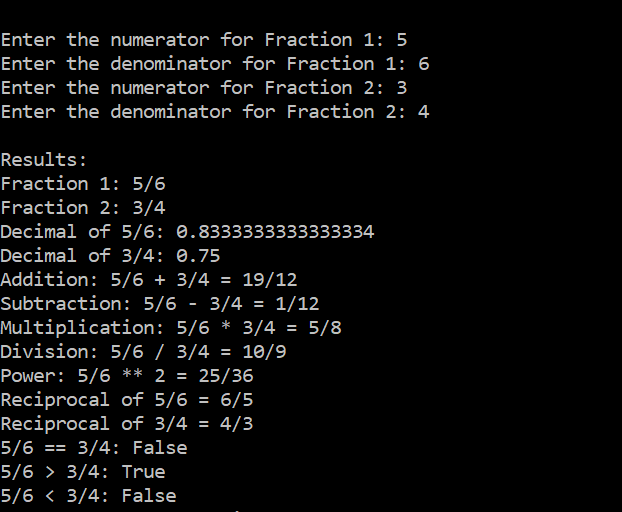 Enter the numerator for Fraction 1: 5
Enter the denominator for Fraction 1: 6
Enter the numerator for Fraction 2: 3
Enter the denominator for Fraction 2: 4
Results:
Fraction 1: 5/6
Fraction 2: 3/4
Decimal of 5/6: 0.8333333333333334
Decimal of 3/4: 0.75
Addition: 5/6 + 3/4 = 19/12
Subtraction: 5/6 - 3/4 = 1/12
Multiplication: 5/6 * 3/4 = 5/8
Division: 5/6 / 3/4 = 10/9
Power: 5/6 ** 2 = 25/36
Reciprocal of 5/6 = 6/5
Reciprocal of 3/4 = 4/3
5/6 == 3/4: False
5/6 > 3/4: True
5/6 < 3/4: False